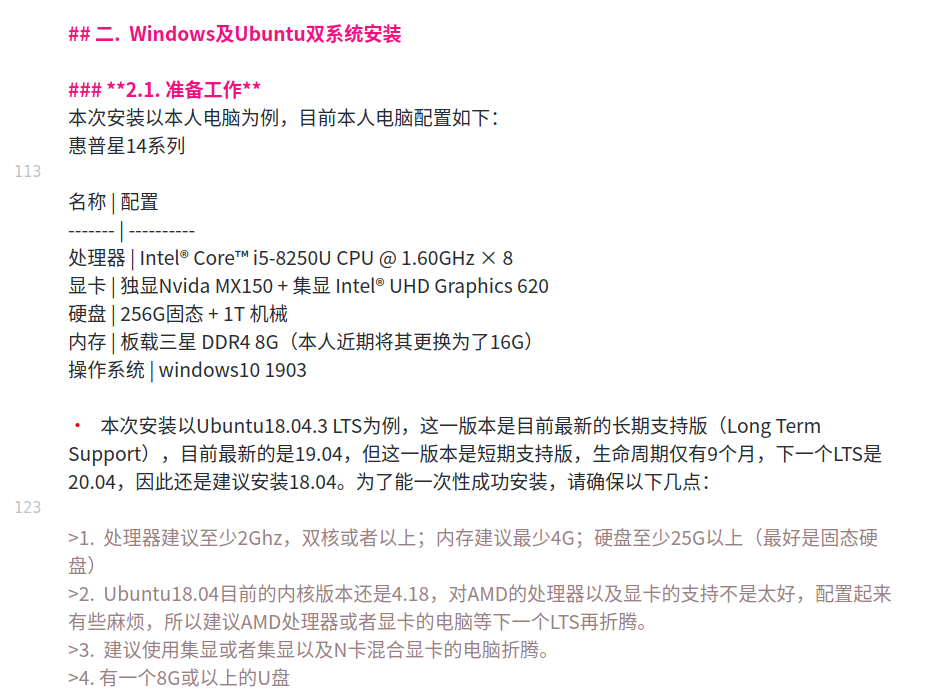 ## 二.  Windows及Ubuntu双系统安装
### **2.1. 准备工作**
本次安装以本人电脑为例，目前本人电脑配置如下：
惠普星14系列
113
名称 | 配置
------- | ----------
处理器 | Intel® Core™ i5-8250U CPU @ 1.60GHz × 8
显卡 | 独显Nvida MX150 + 集显 Intel® UHD Graphics 620
硬盘 | 256G固态 + 1T 机械
内存 | 板载三星 DDR4 8G（本人近期将其更换为了16G）
操作系统 | windows10 1903
· 本次安装以Ubuntu18.04.3 LTS为例，这一版本是目前最新的长期支持版（Long Term
Support），目前最新的是19.04，但这一版本是短期支持版，生命周期仅有9个月，下一个LTS是
20.04，因此还是建议安装18.04。为了能一次性成功安装，请确保以下几点：
123
>1.  处理器建议至少2Ghz，双核或者以上；内存建议最少4G；硬盘至少25G以上（最好是固态硬
盘）
>2.  Ubuntu18.04目前的内核版本还是4.18，对AMD的处理器以及显卡的支持不是太好，配置起来
有些麻烦，所以建议AMD处理器或者显卡的电脑等下一个LTS再折腾。
>3.  建议使用集显或者集显以及N卡混合显卡的电脑折腾。
>4. 有一个8G或以上的U盘